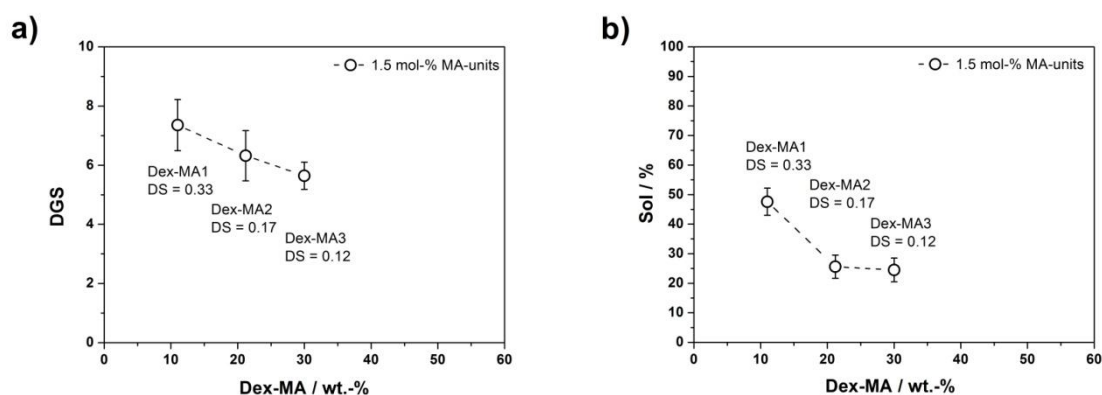 a)
10
8
6
4
2
0
DGS
1.5 mol-% MA-units
Dex-MA1
DS = 0.33
Dex-MA2
DS = 0.17
Dex-MA3
DS = 0.12
0 10 20 30 40 50 60
Dex-MA / wt.-%
b)
100
90
80
70
60
50
40
30
20
10
0
Sol / %
1.5 mol-% MA-units
Dex-MA1
DS = 0.33
Dex-MA2
DS = 0.17
Dex-MA3
DS = 0.12
0 10 20 30 40 50 60
Dex-MA / wt.-%